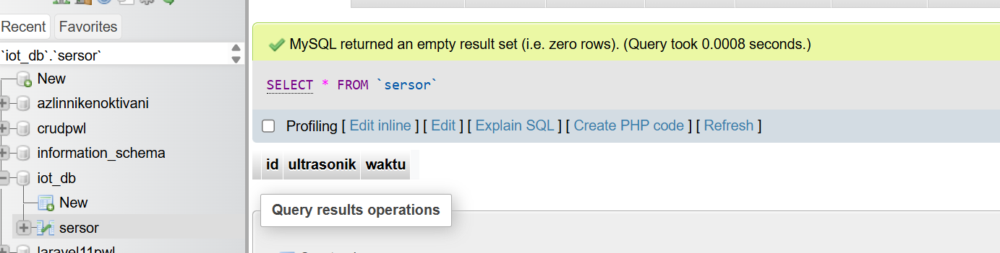 Recent Favorites
`iot_db`.`sersor`
New
azlinnikenoktivani
crudpwl
information_schema
iot_db
New
sersor
laravel11pwl
MySQL returned an empty result set (i.e. zero rows). (Query took 0.0008 seconds.)
SELECT * FROM `sersor`
Profiling [ Edit inline ] [ Edit ] [ Explain SQL ] [ Create PHP code ] [ Refresh ]
id ultrasonik waktu
Query results operations